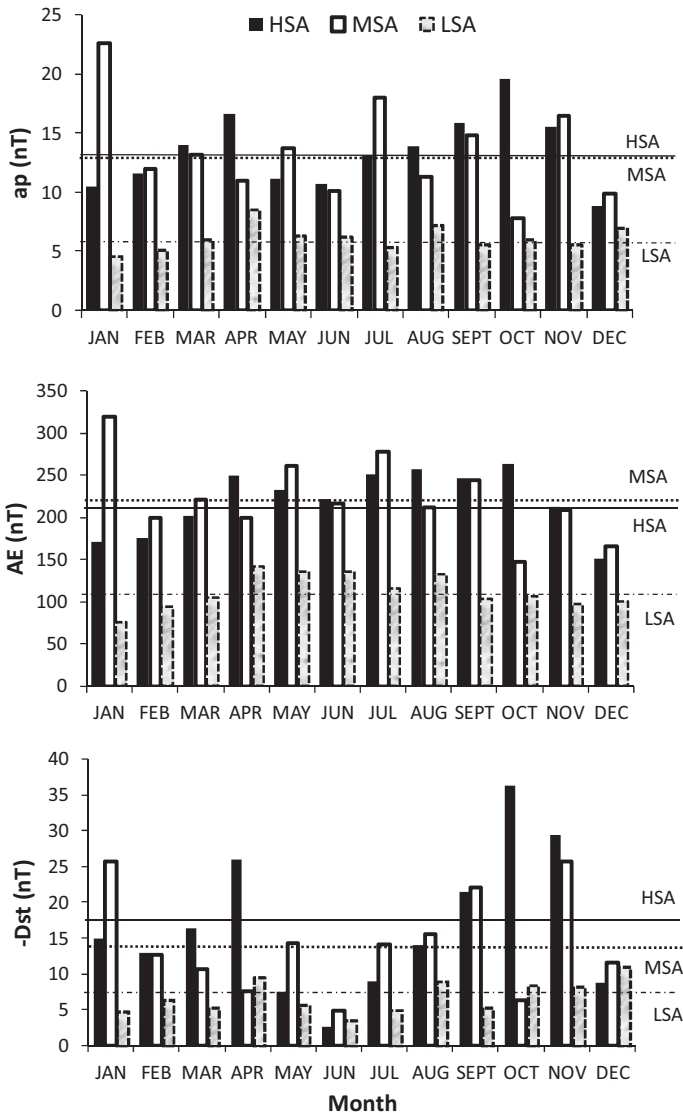 HSA MSA LSA
25
20
15
10
5
0
ap (nT)
HSA
MSA
LSA
JAN FEB MAR APR MAY JUN JUL AUG SEPT OCT NOV DEC
350
300
250
200
150
100
50
0
AE (nT)
MSA
HSA
LSA
JAN FEB MAR APR MAY JUN JUL AUG SEPT OCT NOV DEC
40
35
30
25
20
15
10
5
0
-Dst (nT)
HSA
MSA
LSA
JAN FEB MAR APR MAY JUN JUL AUG SEPT OCT NOV DEC
Month